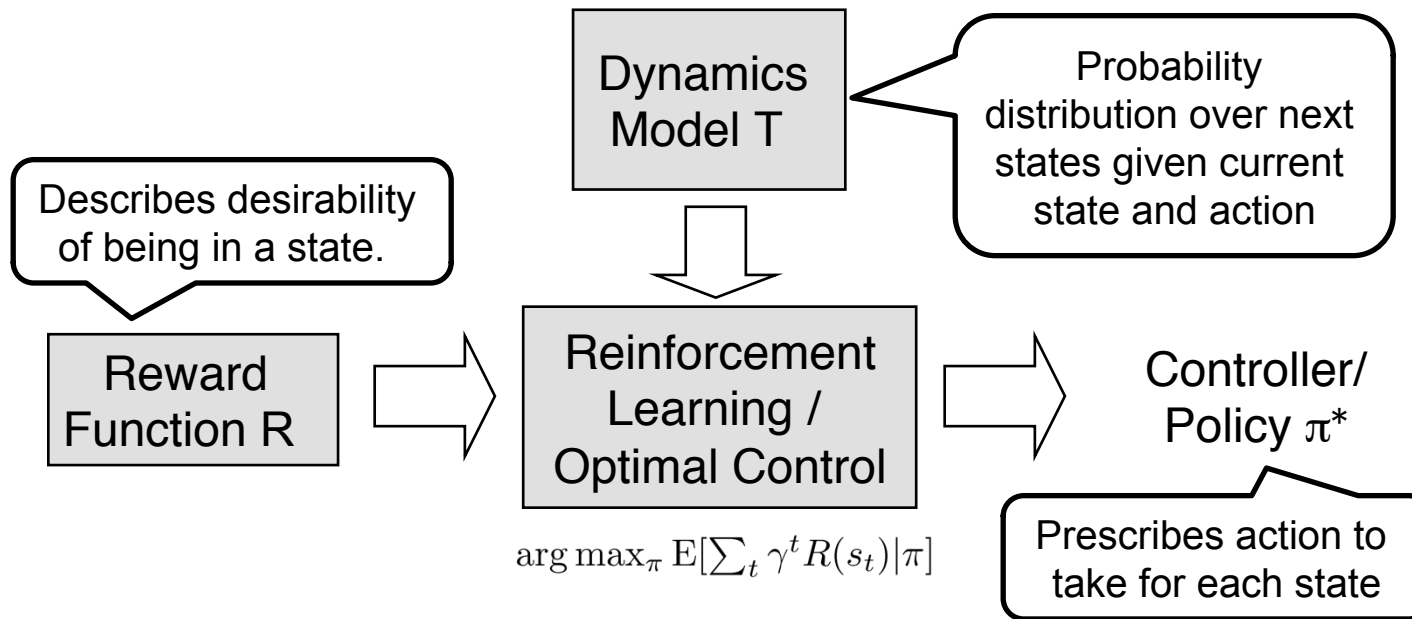 Dynamics
Model T
Probability
distribution over next
states given current
state and action
Describes desirability
of being in a state.
Reward
Function R
Reinforcement
Learning /
Optimal Control
Controller/
Policy π*
arg max_π E[∑_t γ^t R(s_t)|π]
Prescribes action to
take for each state